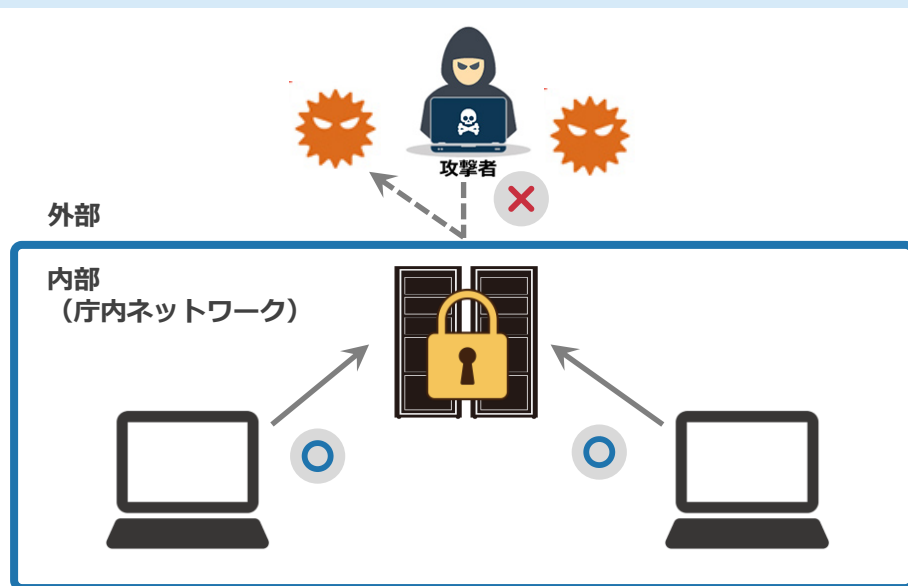 攻撃者
外部
内部
（庁内ネットワーク）